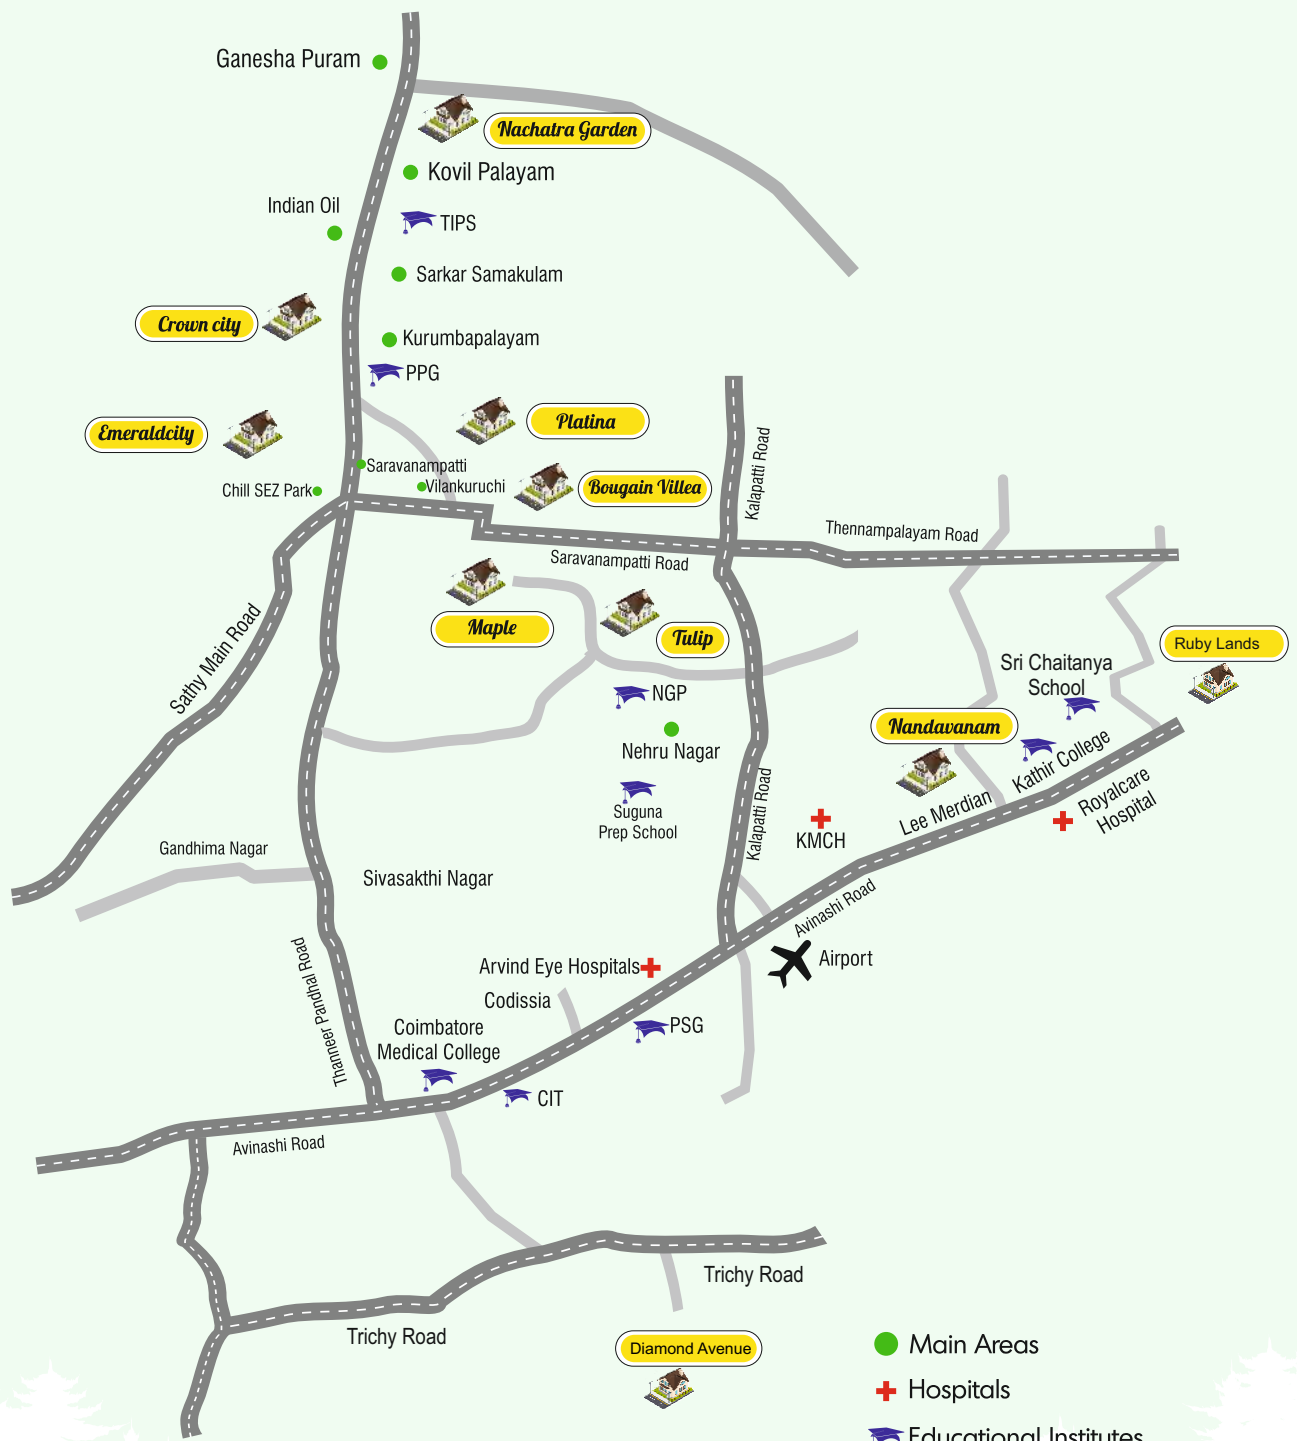 Ganesha Puram
Nachatra Garden
Kovil Palayam
Indian Oil
TIPS
Sarkar Samakulam
Crown city
Kurumbapalayam
PPG
Platina
Emeraldcity
Kalapatti Road
Saravanampatti
Chill SEZ Park
Vilankuruchi
Bougain Villea
Thennampalayam Road
Saravanampatti Road
Maple
Tulip
Ruby Lands
Sathy Main Road
Sri Chaitanya
School
NGP
Nandavanam
Nehru Nagar
Kathir College
Suguna
Prep School
Kalapatti Road
KMCH
Lee Merdian
Royalcare
Hospital
Gandhima Nagar
Sivasakthi Nagar
Avinashi Road
Thanneer Pandhal Road
Arvind Eye Hospitals
Airport
Codissia
Coimbatore
Medical College
PSG
CIT
Avinashi Road
Trichy Road
Trichy Road
Diamond Avenue
Main Areas
Hospitals
Educational Institutes